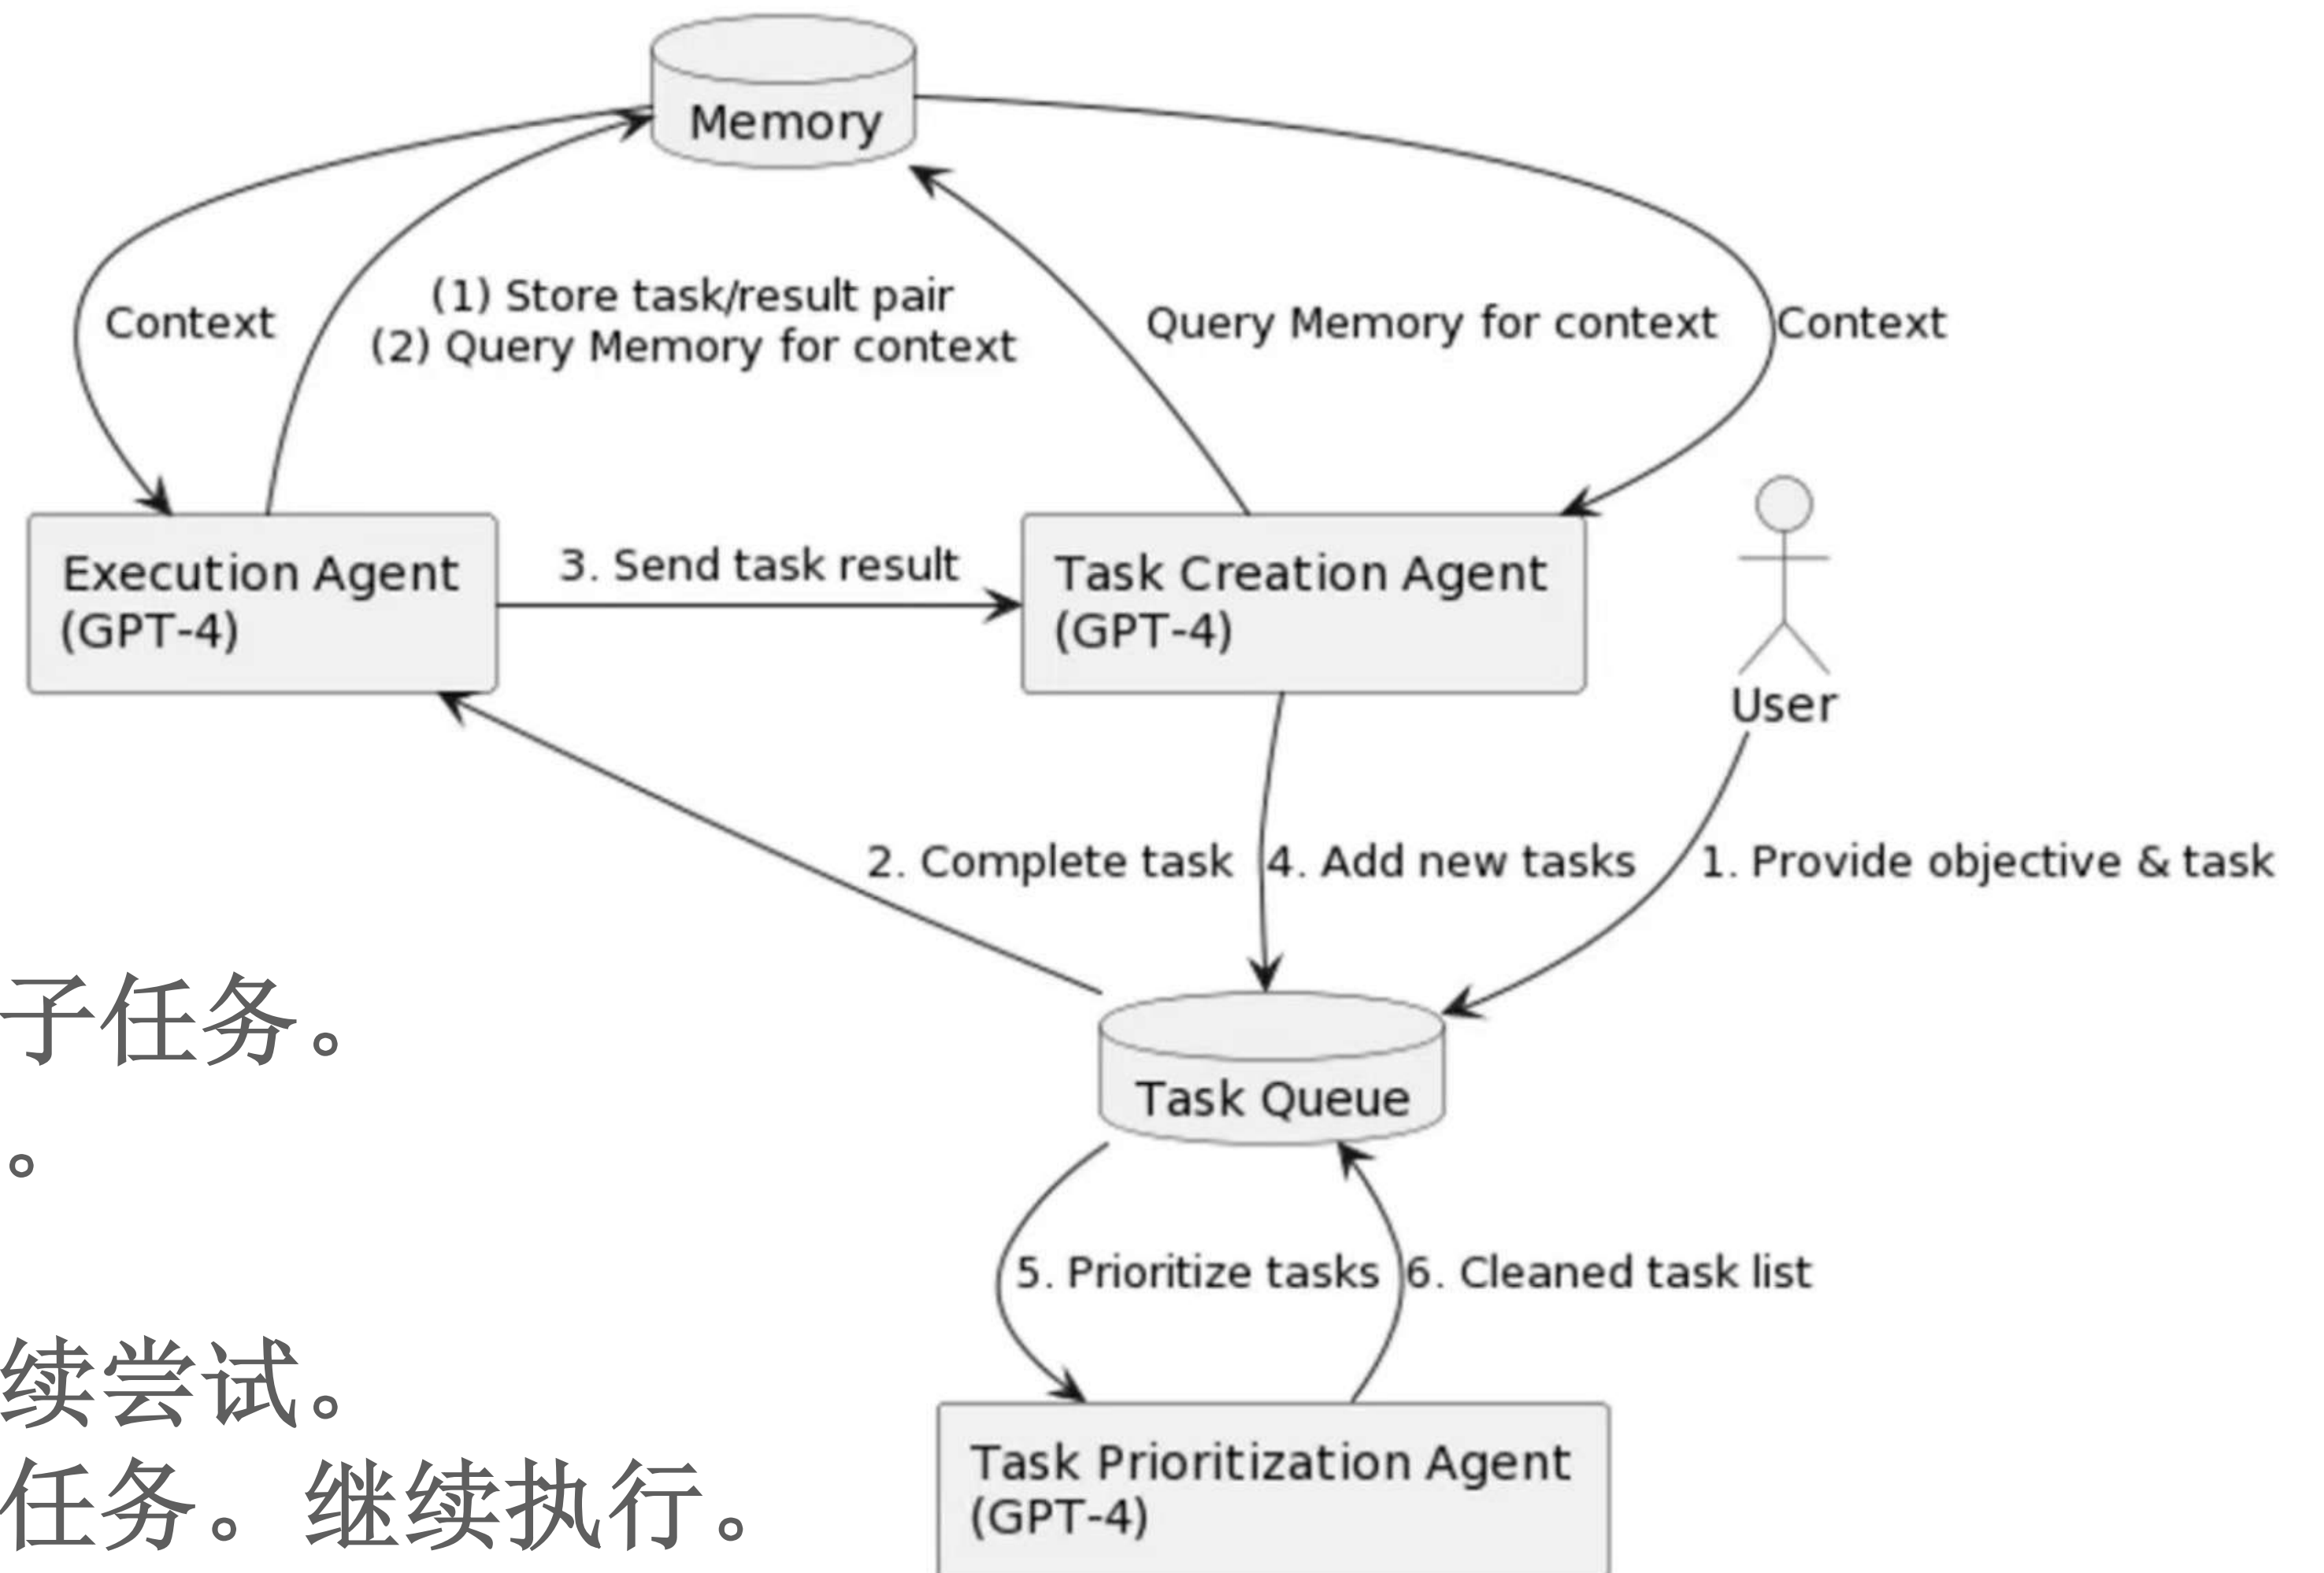 Memory
(1) Store task/result pair
(2) Query Memory for context
Context
Query Memory for context
Context
Execution Agent
(GPT-4)
3. Send task result
Task Creation Agent
(GPT-4)
User
2. Complete task
4. Add new tasks
1. Provide objective & task
子任务。
。
Task Queue
5. Prioritize tasks
6. Cleaned task list
续尝试。
任务。继续执行。
Task Prioritization Agent
(GPT-4)